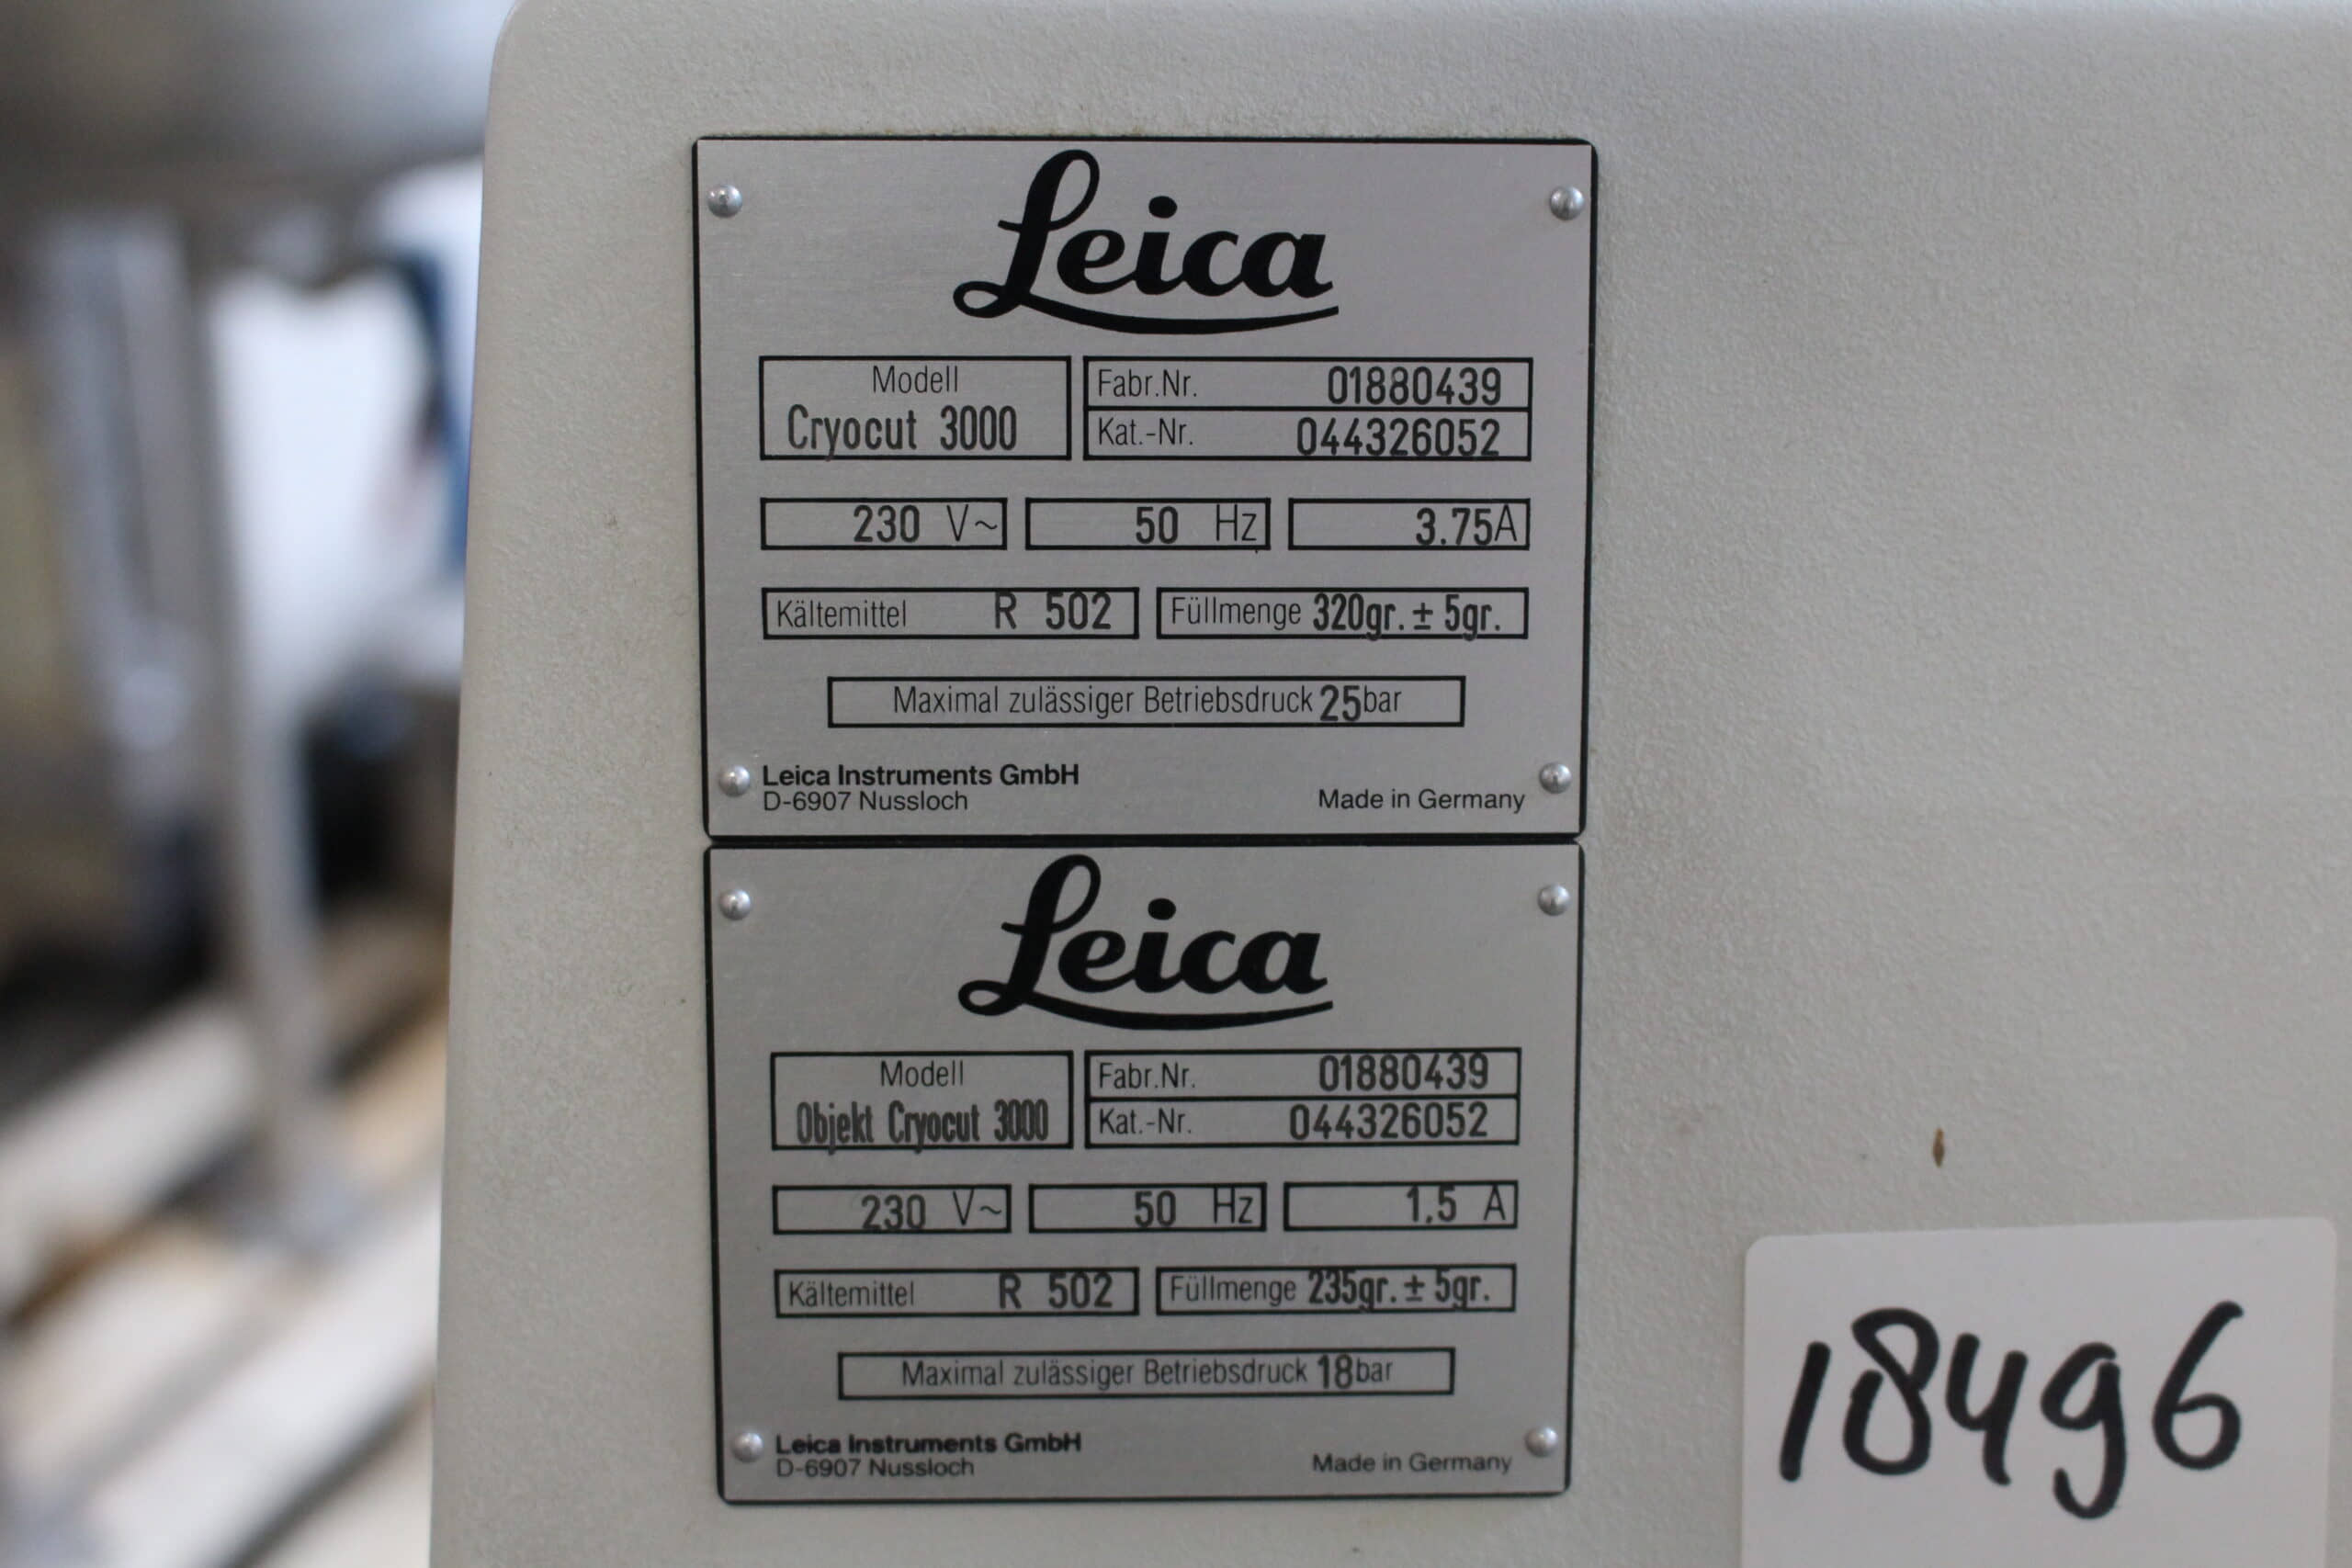 Leica
Modell
Cryocut 3000
Fabr.Nr. 01880439
Kat.-Nr. 044326052
230 V~ 50 Hz 3.75A
Kältemittel R 502 Füllmenge 320gr. ± 5gr.
Maximal zulässiger Betriebsdruck 25bar
Leica Instruments GmbH
D-6907 Nussloch Made in Germany
Leica
Modell
Objekt Cryocut 3000
Fabr.Nr. 01880439
Kat.-Nr. 044326052
230 V~ 50 Hz 1.5 A
Kältemittel R 502 Füllmenge 235gr. ± 5gr.
Maximal zulässiger Betriebsdruck 18bar
Leica Instruments GmbH
D-6907 Nussloch Made in Germany
18496